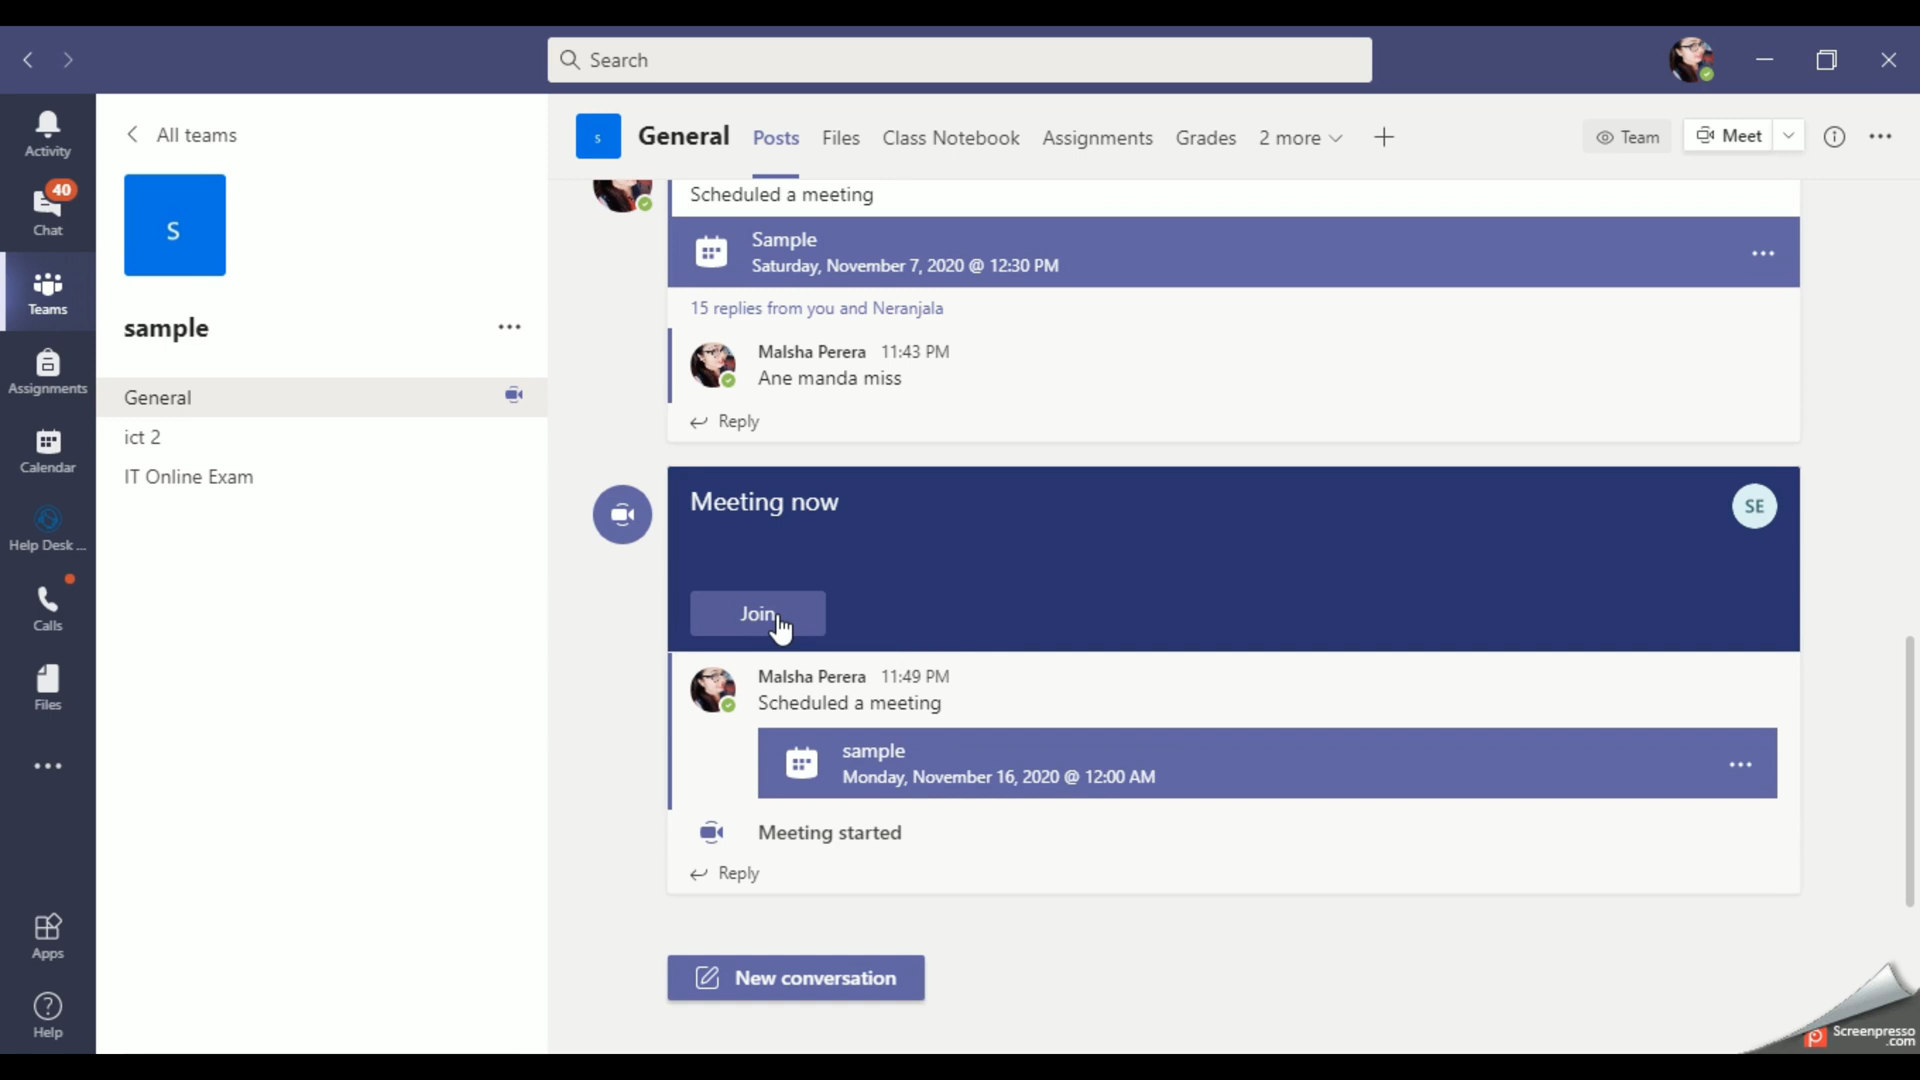 Search
Activity
40
Chat
Teams
Assignments
Calendar
Help Desk ...
Calls
Files
Apps
Help
All teams
S
sample
General
ict 2
IT Online Exam
s
General
Posts
Files
Class Notebook
Assignments
Grades
2 more
Team
Meet
Scheduled a meeting
Sample
Saturday, November 7, 2020 @ 12:30 PM
15 replies from you and Neranjala
Malsha Perera 11:43 PM
Ane manda miss
Reply
Meeting now
SE
Join
Malsha Perera 11:49 PM
Scheduled a meeting
sample
Monday, November 16, 2020 @ 12:00 AM
Meeting started
Reply
New conversation
Screenpresso
.com